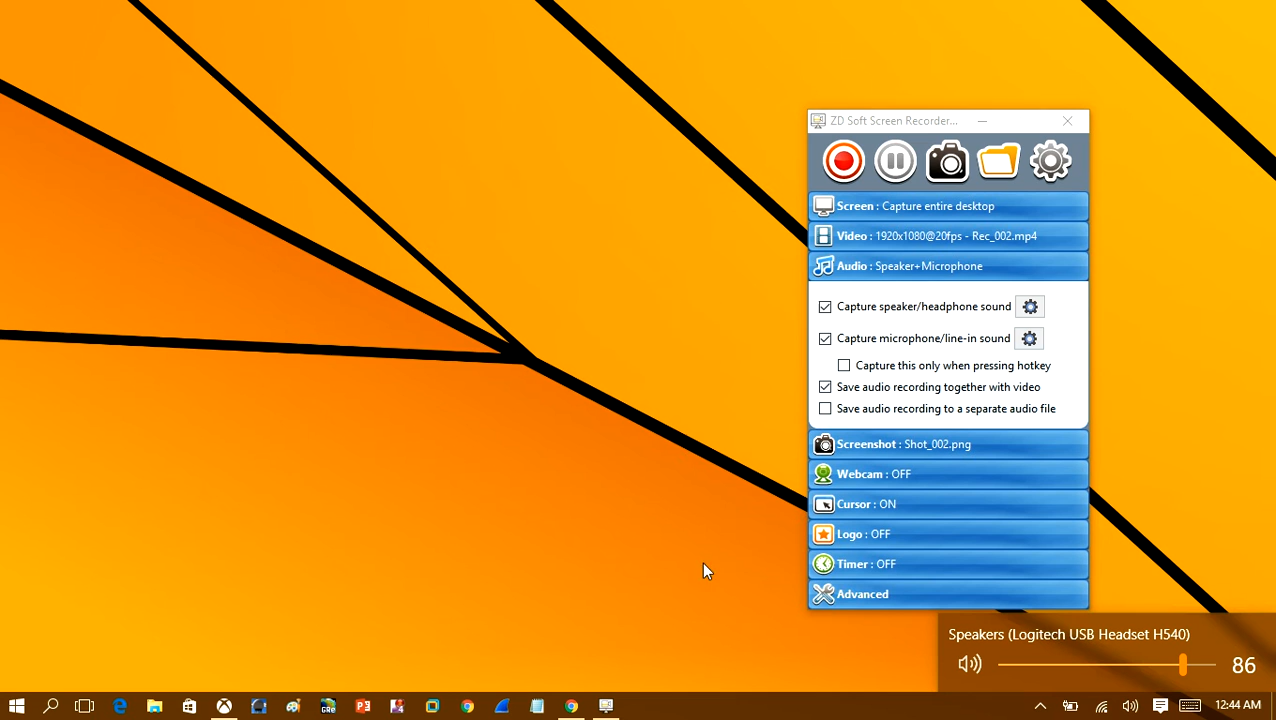 ZD Soft Screen Recorder...
Screen : Capture entire desktop
Video : 1920x1080@20fps - Rec_002.mp4
Audio : Speaker+Microphone
Capture speaker/headphone sound
Capture microphone/line-in sound
Capture this only when pressing hotkey
Save audio recording together with video
Save audio recording to a separate audio file
Screenshot : Shot_002.png
Webcam : OFF
Cursor : ON
Logo : OFF
Timer : OFF
Advanced
Speakers (Logitech USB Headset H540)
86
GRE
12:44 AM